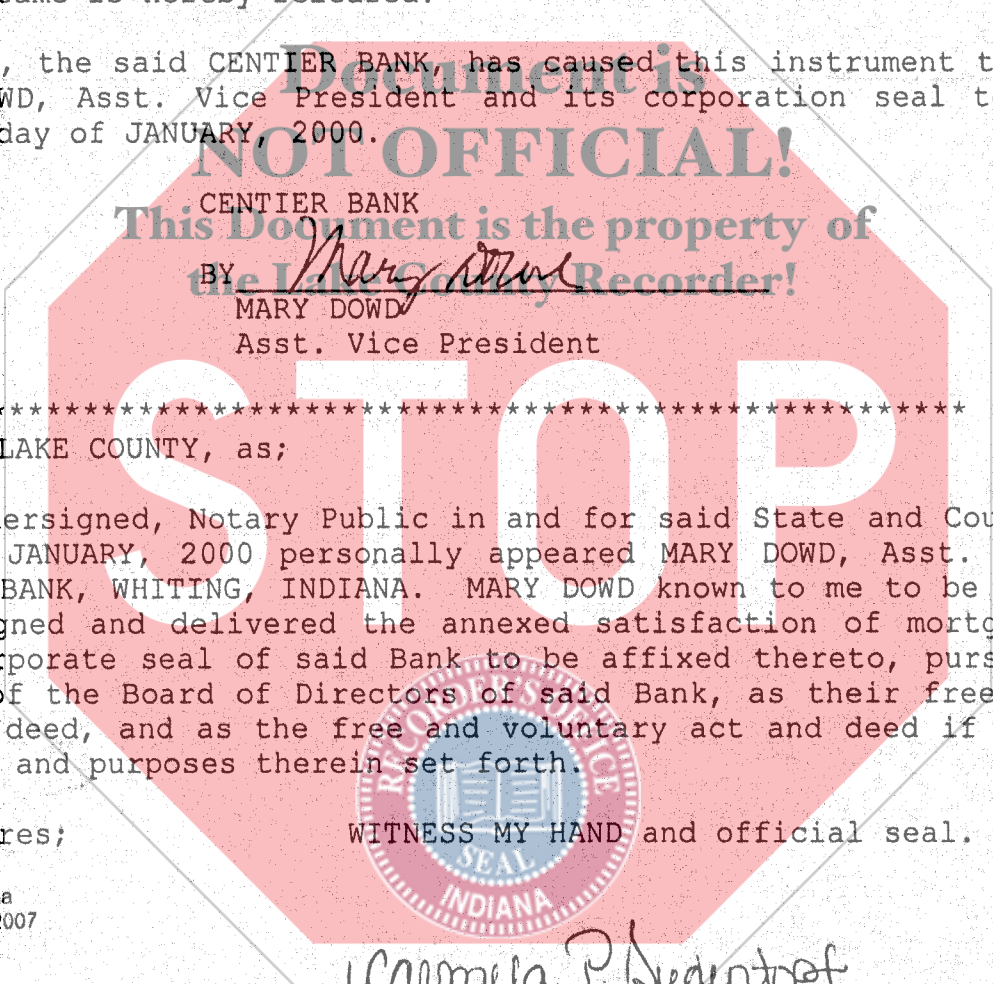 , the said CENTIER BANK, has caused this instrument t
WD, Asst. Vice President and its corporation seal t
day of JANUARY, 2000.
Document is
NOT OFFICIAL!
This Document is the property of
the Lake County Recorder!
CENTIER BANK
BY Mary Dowd
MARY DOWD
Asst. Vice President
STOP
*****************************************************
LAKE COUNTY, as;
ersigned, Notary Public in and for said State and Cou
JANUARY, 2000 personally appeared MARY DOWD, Asst.
BANK, WHITING, INDIANA. MARY DOWD known to me to be
gned and delivered the annexed satisfaction of mortg
rporate seal of said Bank to be affixed thereto, purs
of the Board of Directors of said Bank, as their free
deed, and as the free and voluntary act and deed if
and purposes therein set forth.
RECORDER'S OFFICE
SEAL
INDIANA
res; WITNESS MY HAND and official seal.
a
2007
Carmela P.